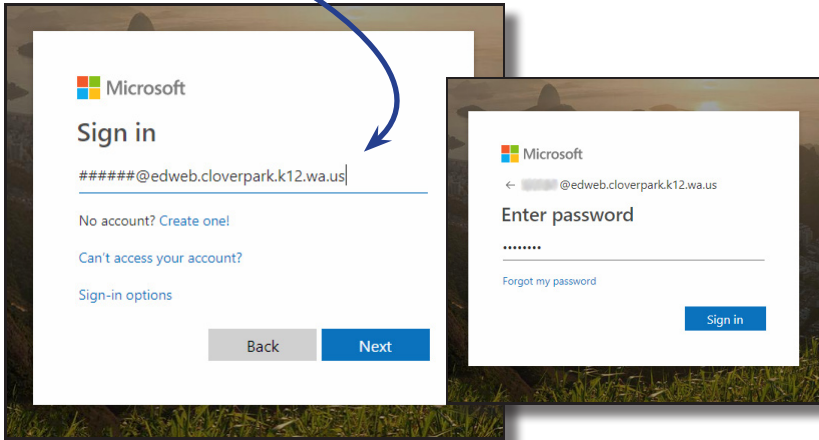 Microsoft
Sign in
######@edweb.cloverpark.k12.wa.us
No account? Create one!
Can't access your account?
Sign-in options
Back
Next
Microsoft
← @edweb.cloverpark.k12.wa.us
Enter password
••••••••
Forgot my password
Sign in